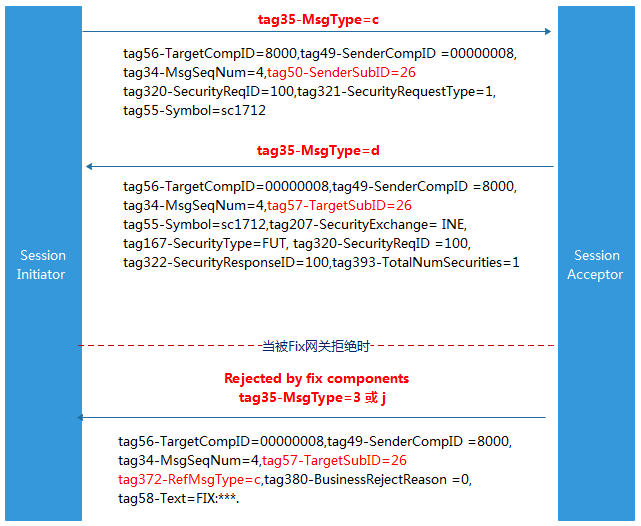 tag35-MsgType=c
tag56-TargetCompID=8000,tag49-SenderCompID =00000008,
tag34-MsgSeqNum=4,tag50-SenderSubID=26
tag320-SecurityReqID=100,tag321-SecurityRequestType=1,
tag55-Symbol=sc1712
tag35-MsgType=d
tag56-TargetCompID=00000008,tag49-SenderCompID =8000,
tag34-MsgSeqNum=4,tag57-TargetSubID=26
tag55-Symbol=sc1712,tag207-SecurityExchange= INE,
tag167-SecurityType=FUT, tag320-SecurityReqID =100,
tag322-SecurityResponseID=100,tag393-TotalNumSecurities=1
Session
Initiator
Session
Acceptor
当被Fix网关拒绝时
Rejected by fix components
tag35-MsgType=3 或 j
tag56-TargetCompID=00000008,tag49-SenderCompID =8000,
tag34-MsgSeqNum=4,tag57-TargetSubID=26
tag372-RefMsgType=c,tag380-BusinessRejectReason =0,
tag58-Text=FIX:***.